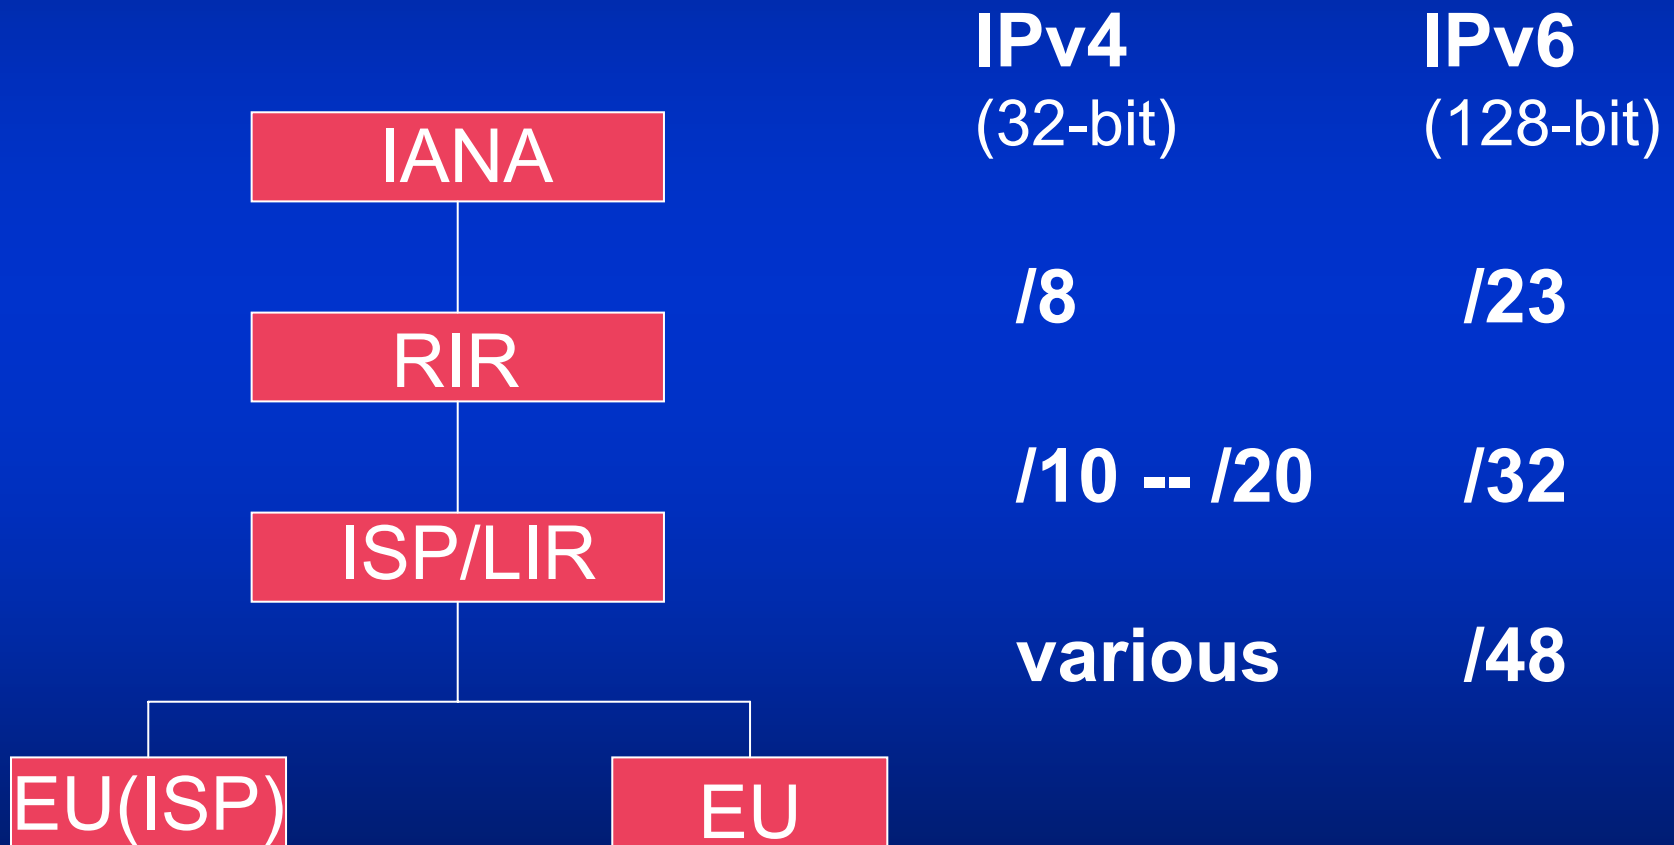 IPv4 IPv6
(32-bit) (128-bit)
IANA
/8 /23
RIR
/10 -- /20 /32
ISP/LIR
various /48
EU(ISP) EU